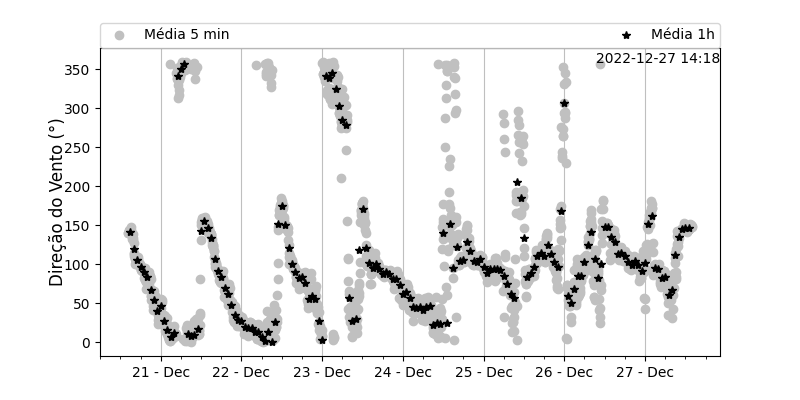 Média 5 min
Média 1h
2022-12-27 14:18
Direção do Vento (°)
350
300
250
200
150
100
50
0
21 - Dec
22 - Dec
23 - Dec
24 - Dec
25 - Dec
26 - Dec
27 - Dec